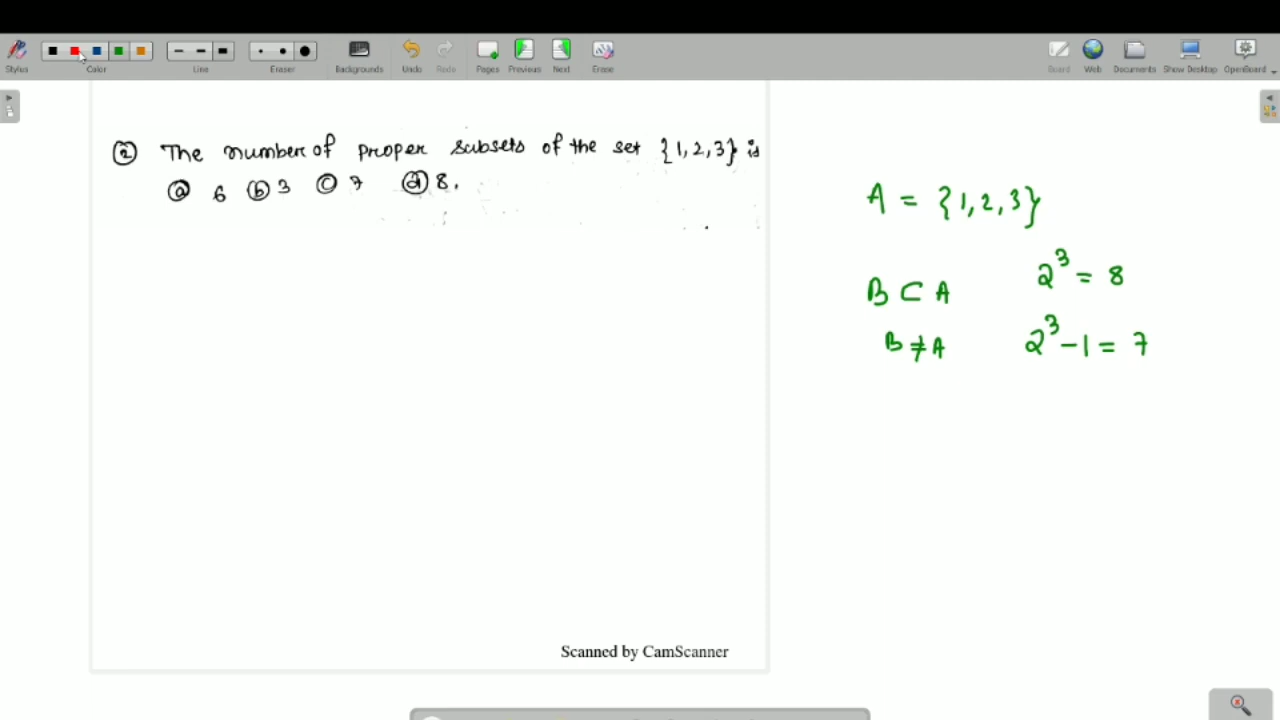 Stylus Color Line Eraser Backgrounds Undo Redo Pages Previous Next Erase Board Web Documents Show Desktop OpenBoard
② The number of proper subsets of the set {1,2,3} is
ⓐ 6 ⓑ 3 ⓒ 7 ⓓ 8.
A = {1,2,3}
B ⊂ A 2³ = 8
B ≠ A 2³ - 1 = 7
Scanned by CamScanner